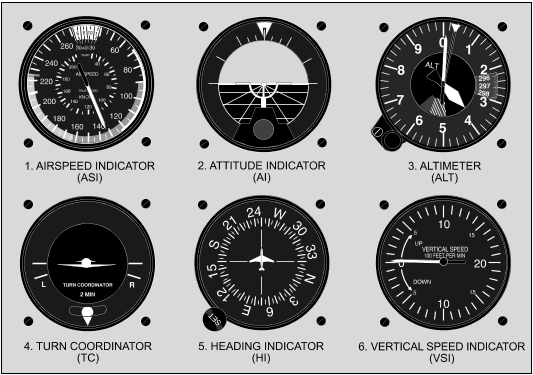 260
30 0 30
60
80
100
120
140
160
180
200
220
240
AIRSPEED
KNOTS
1. AIRSPEED INDICATOR
(ASI)
2. ATTITUDE INDICATOR
(AI)
0
1
2
3
4
5
6
7
8
9
ALT
296
297
298
3. ALTIMETER
(ALT)
L
R
TURN COORDINATOR
2 MIN
4. TURN COORDINATOR
(TC)
24
W
30
33
N
3
6
E
12
15
S
21
SET
5. HEADING INDICATOR
(HI)
10
5
15
UP
VERTICAL SPEED
100 FEET PER MIN
0
20
DOWN
5
15
10
6. VERTICAL SPEED INDICATOR
(VSI)